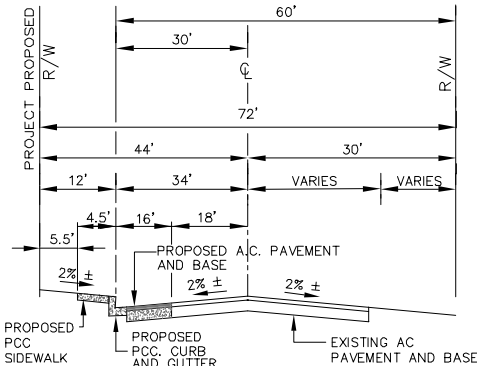 60'
30'
PROJECT PROPOSED
R/W
℄
R/W
72'
44'
30'
12'
34'
VARIES
VARIES
4.5'
16'
18'
5.5'
PROPOSED A.C. PAVEMENT
AND BASE
2% ±
2% ±
2% ±
PROPOSED
PCC
SIDEWALK
PROPOSED
PCC. CURB
AND GUTTER
EXISTING AC
PAVEMENT AND BASE